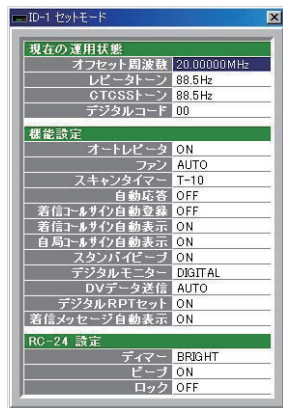 ID-1 セットモード
現在の運用状態
オフセット周波数 20.00000MHz
レピータトーン 88.5Hz
CTCSSトーン 88.5Hz
デジタルコード 00
機能設定
オートレピータ ON
ファン AUTO
スキャンタイマー T-10
自動応答 OFF
着信コールサイン自動登録 OFF
着信コールサイン自動表示 ON
自局コールサイン自動表示 ON
スタンバイビープ ON
デジタルモニター DIGITAL
DVデータ送信 AUTO
デジタルRPTセット ON
着信メッセージ自動表示 ON
RC-24 設定
ディマー BRIGHT
ビープ ON
ロック OFF